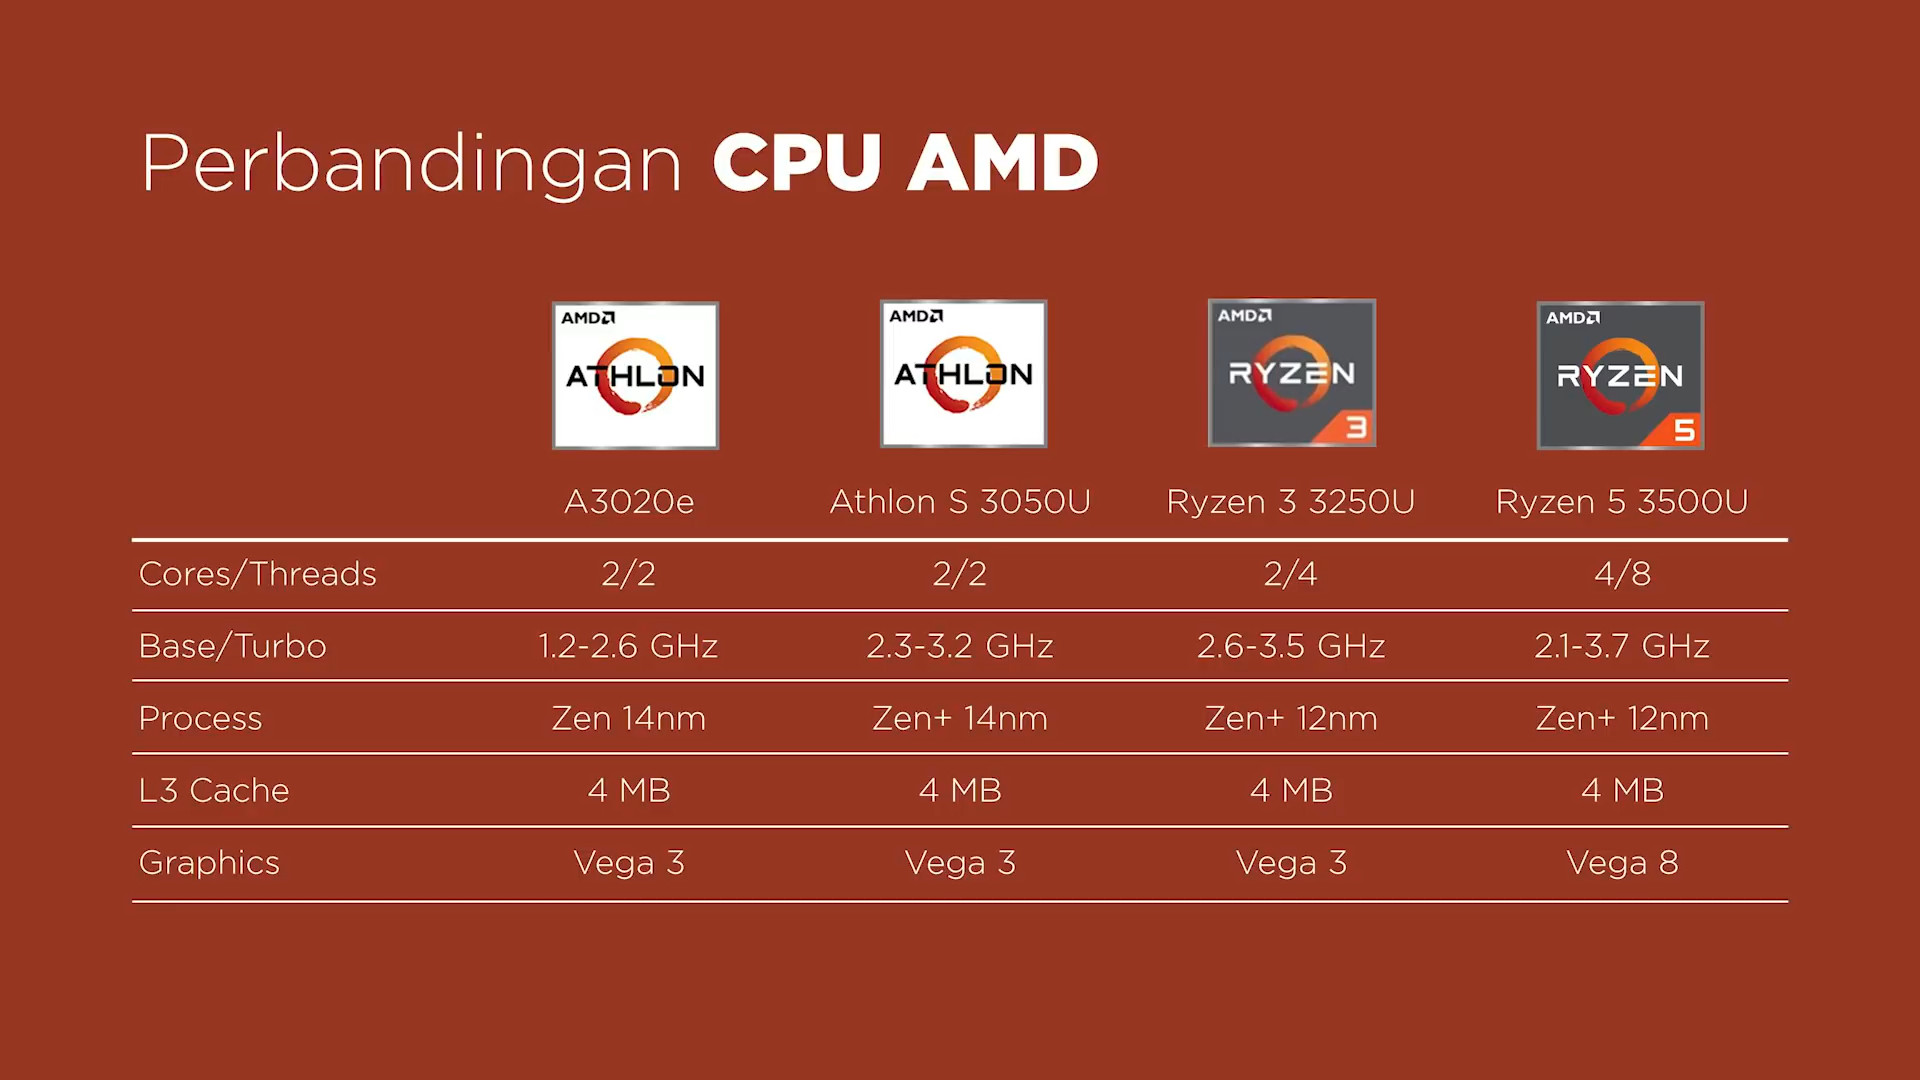 Perbandingan CPU AMD
AMD ATHLON
AMD ATHLON
AMD RYZEN 3
AMD RYZEN 5
A3020e Athlon S 3050U Ryzen 3 3250U Ryzen 5 3500U
Cores/Threads 2/2 2/2 2/4 4/8
Base/Turbo 1.2-2.6 GHz 2.3-3.2 GHz 2.6-3.5 GHz 2.1-3.7 GHz
Process Zen 14nm Zen+ 14nm Zen+ 12nm Zen+ 12nm
L3 Cache 4 MB 4 MB 4 MB 4 MB
Graphics Vega 3 Vega 3 Vega 3 Vega 8